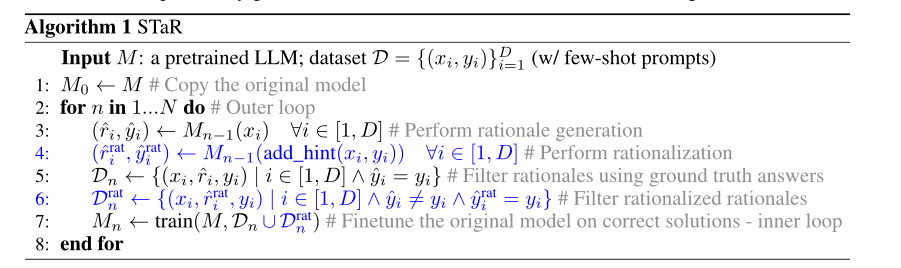 Algorithm 1 STaR
Input M: a pretrained LLM; dataset 𝒟 = {(x_i, y_i)}_{i=1}^{D} (w/ few-shot prompts)
1: M_0 ← M # Copy the original model
2: for n in 1...N do # Outer loop
3: (r̂_i, ŷ_i) ← M_{n−1}(x_i) ∀i ∈ [1, D] # Perform rationale generation
4: (r̂_i^{rat}, ŷ_i^{rat}) ← M_{n−1}(add_hint(x_i, y_i)) ∀i ∈ [1, D] # Perform rationalization
5: 𝒟_n ← {(x_i, r̂_i, y_i) | i ∈ [1, D] ∧ ŷ_i = y_i} # Filter rationales using ground truth answers
6: 𝒟_n^{rat} ← {(x_i, r̂_i^{rat}, y_i) | i ∈ [1, D] ∧ ŷ_i ≠ y_i ∧ ŷ_i^{rat} = y_i} # Filter rationalized rationales
7: M_n ← train(M, 𝒟_n ∪ 𝒟_n^{rat}) # Finetune the original model on correct solutions - inner loop
8: end for